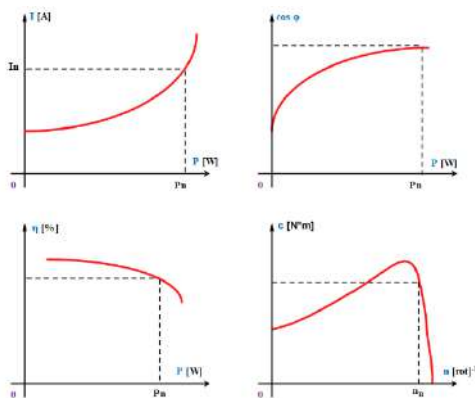 I [A]
In
0
Pn
P [W]
cos φ
0
Pn
P [W]
η [%]
0
Pn
P [W]
c [N*m]
0
nn
n [rot]